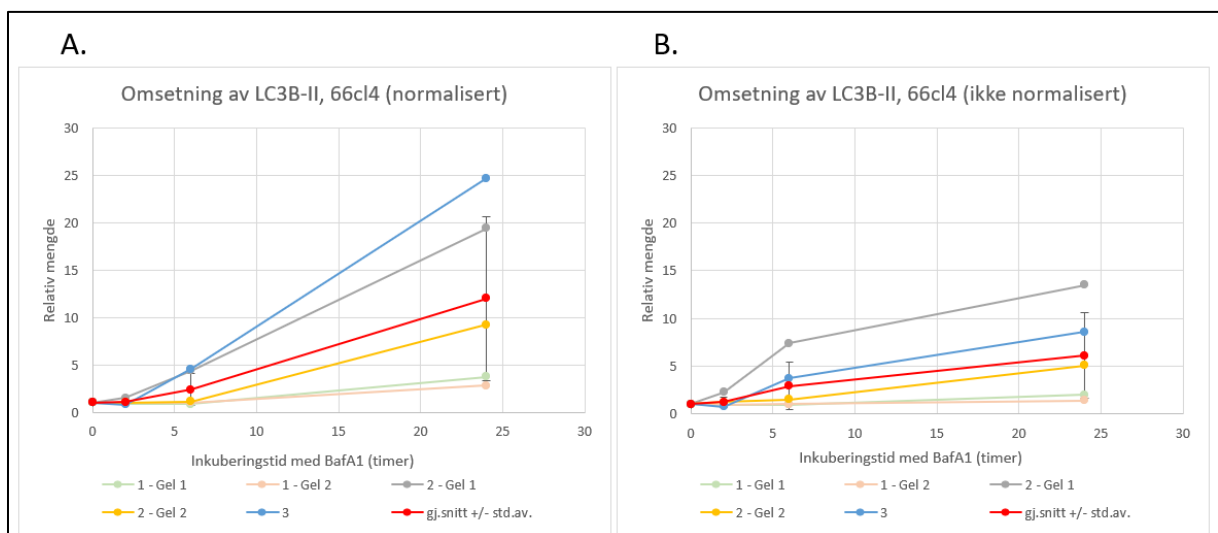 A.
Omsetning av LC3B-II, 66cl4 (normalisert)
30
25
20
15
10
5
0
Relativ mengde
0 5 10 15 20 25 30
Inkuberingstid med BafA1 (timer)
1 - Gel 1 1 - Gel 2 2 - Gel 1
2 - Gel 2 3 gj.snitt +/- std.av.
B.
Omsetning av LC3B-II, 66cl4 (ikke normalisert)
30
25
20
15
10
5
0
Relativ mengde
0 5 10 15 20 25 30
Inkuberingstid med BafA1 (timer)
1 - Gel 1 1 - Gel 2 2 - Gel 1
2 - Gel 2 3 gj.snitt +/- std.av.